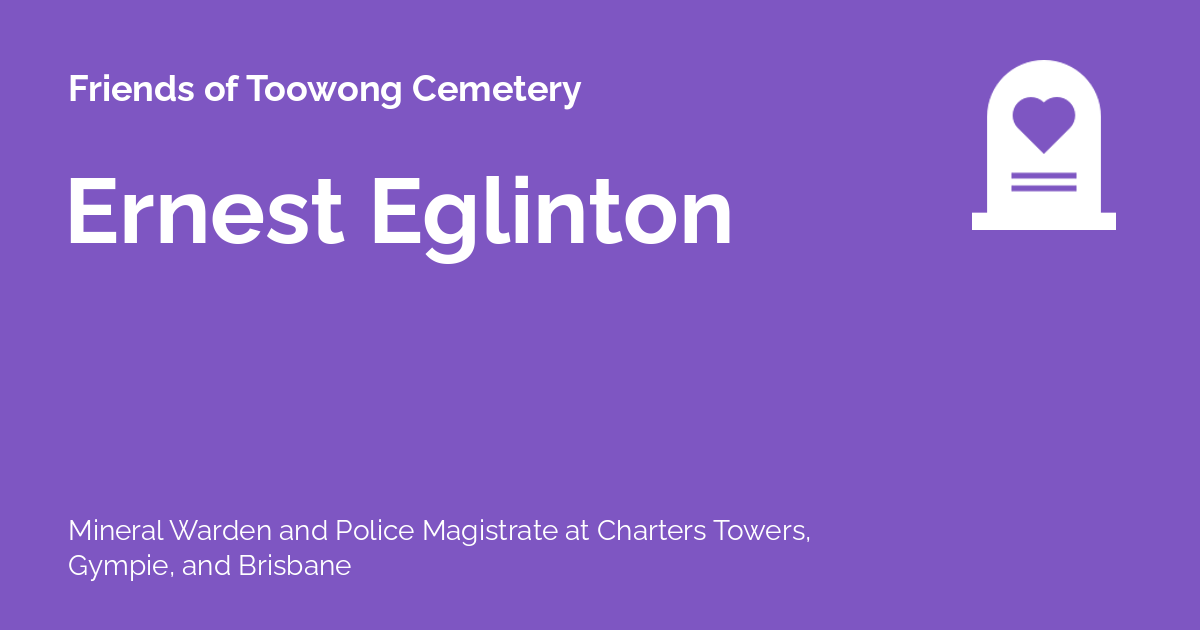 Friends of Toowong Cemetery
Ernest Eglinton
Mineral Warden and Police Magistrate at Charters Towers,
Gympie, and Brisbane